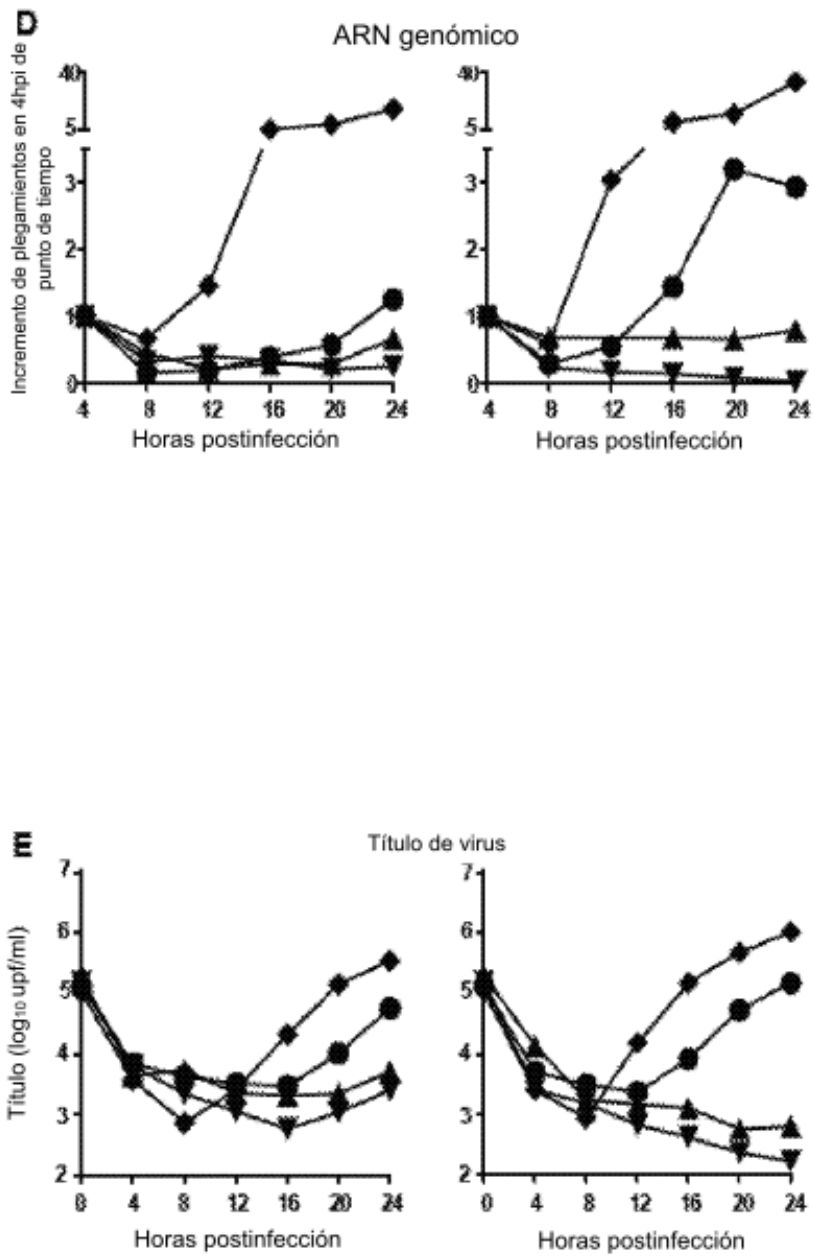 D
ARN genómico
Incremento de plegamientos en 4hpi de
punto de tiempo
40
5
3
2
1
0
4 8 12 16 20 24
Horas postinfección
40
5
3
2
1
0
4 8 12 16 20 24
Horas postinfección
E
Título de virus
Título (log₁₀ upf/ml)
7
6
5
4
3
2
0 4 8 12 16 20 24
Horas postinfección
7
6
5
4
3
2
0 4 8 12 16 20 24
Horas postinfección